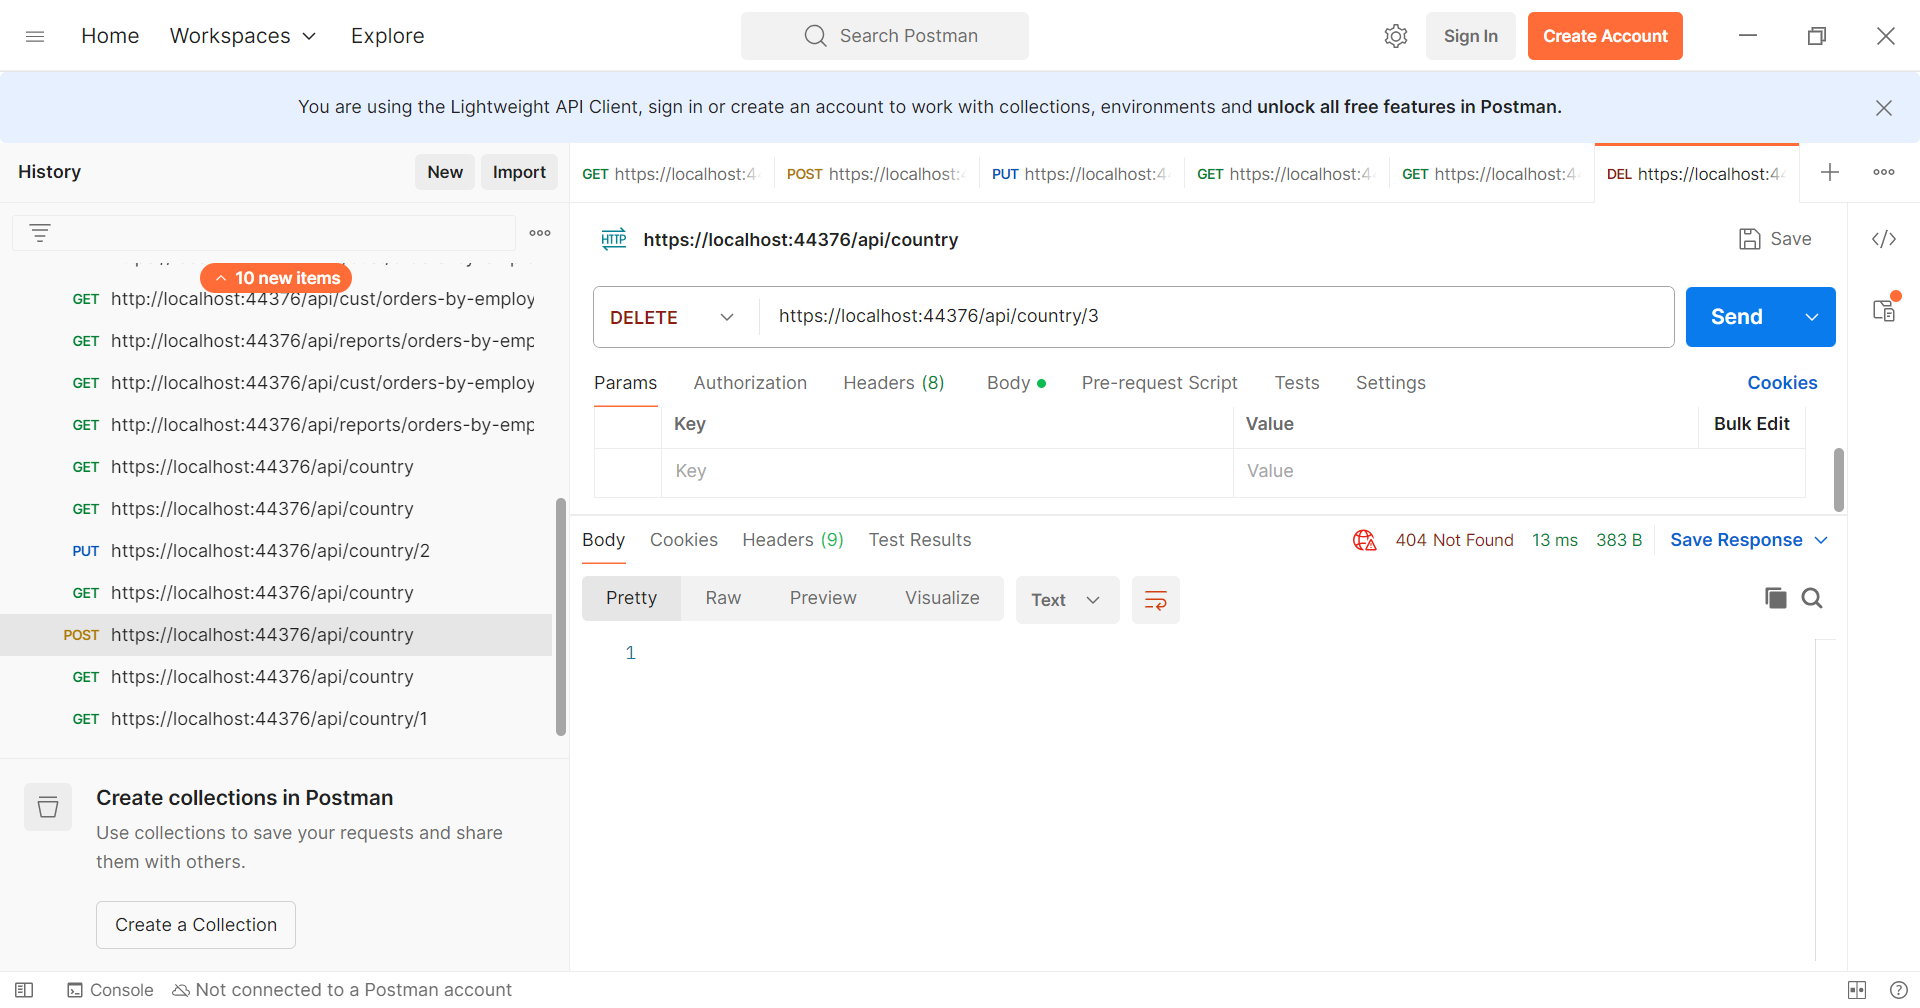 Home
Workspaces
Explore
Search Postman
Sign In
Create Account
You are using the Lightweight API Client, sign in or create an account to work with collections, environments and unlock all free features in Postman.
History
New
Import
GET https://localhost:4
POST https://localhost:
PUT https://localhost:4
GET https://localhost:4
GET https://localhost:4
DEL https://localhost:44
HTTP https://localhost:44376/api/country
Save
10 new items
GET http://localhost:44376/api/cust/orders-by-employ
GET http://localhost:44376/api/reports/orders-by-emp
GET http://localhost:44376/api/cust/orders-by-employ
GET http://localhost:44376/api/reports/orders-by-emp
GET https://localhost:44376/api/country
GET https://localhost:44376/api/country
PUT https://localhost:44376/api/country/2
GET https://localhost:44376/api/country
POST https://localhost:44376/api/country
GET https://localhost:44376/api/country
GET https://localhost:44376/api/country/1
Create collections in Postman
Use collections to save your requests and share
them with others.
Create a Collection
DELETE
https://localhost:44376/api/country/3
Send
Params
Authorization
Headers (8)
Body
Pre-request Script
Tests
Settings
Cookies
Key
Value
Bulk Edit
Key
Value
Body
Cookies
Headers (9)
Test Results
404 Not Found
13 ms
383 B
Save Response
Pretty
Raw
Preview
Visualize
Text
1
Console
Not connected to a Postman account